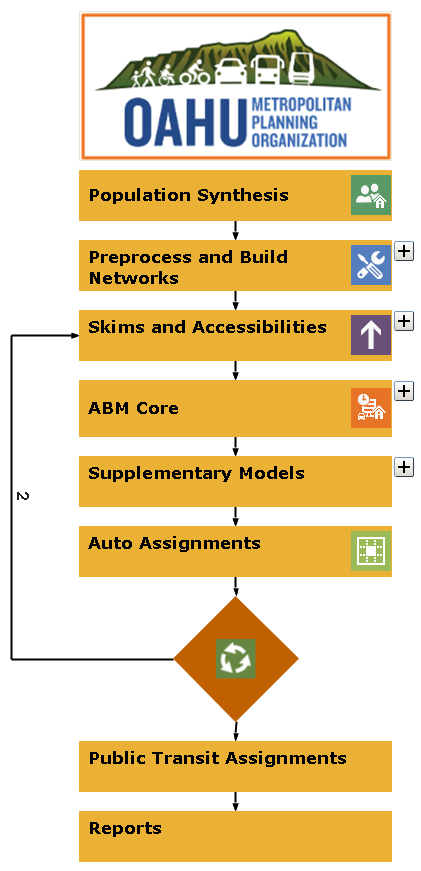 OAHU METROPOLITAN
PLANNING
ORGANIZATION
Population Synthesis
Preprocess and Build
Networks
Skims and Accessibilities
ABM Core
Supplementary Models
Auto Assignments
2
Public Transit Assignments
Reports